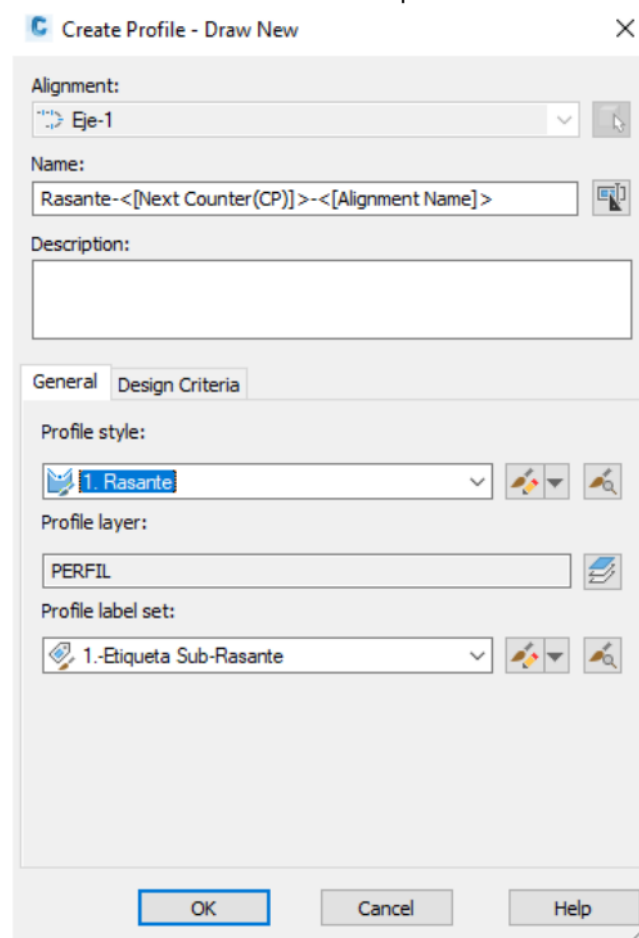 Create Profile - Draw New
Alignment:
Eje-1
Name:
Rasante-<[Next Counter(CP)]>-<[Alignment Name]>
Description:
General Design Criteria
Profile style:
1. Rasante
Profile layer:
PERFIL
Profile label set:
1.-Etiqueta Sub-Rasante
OK Cancel Help